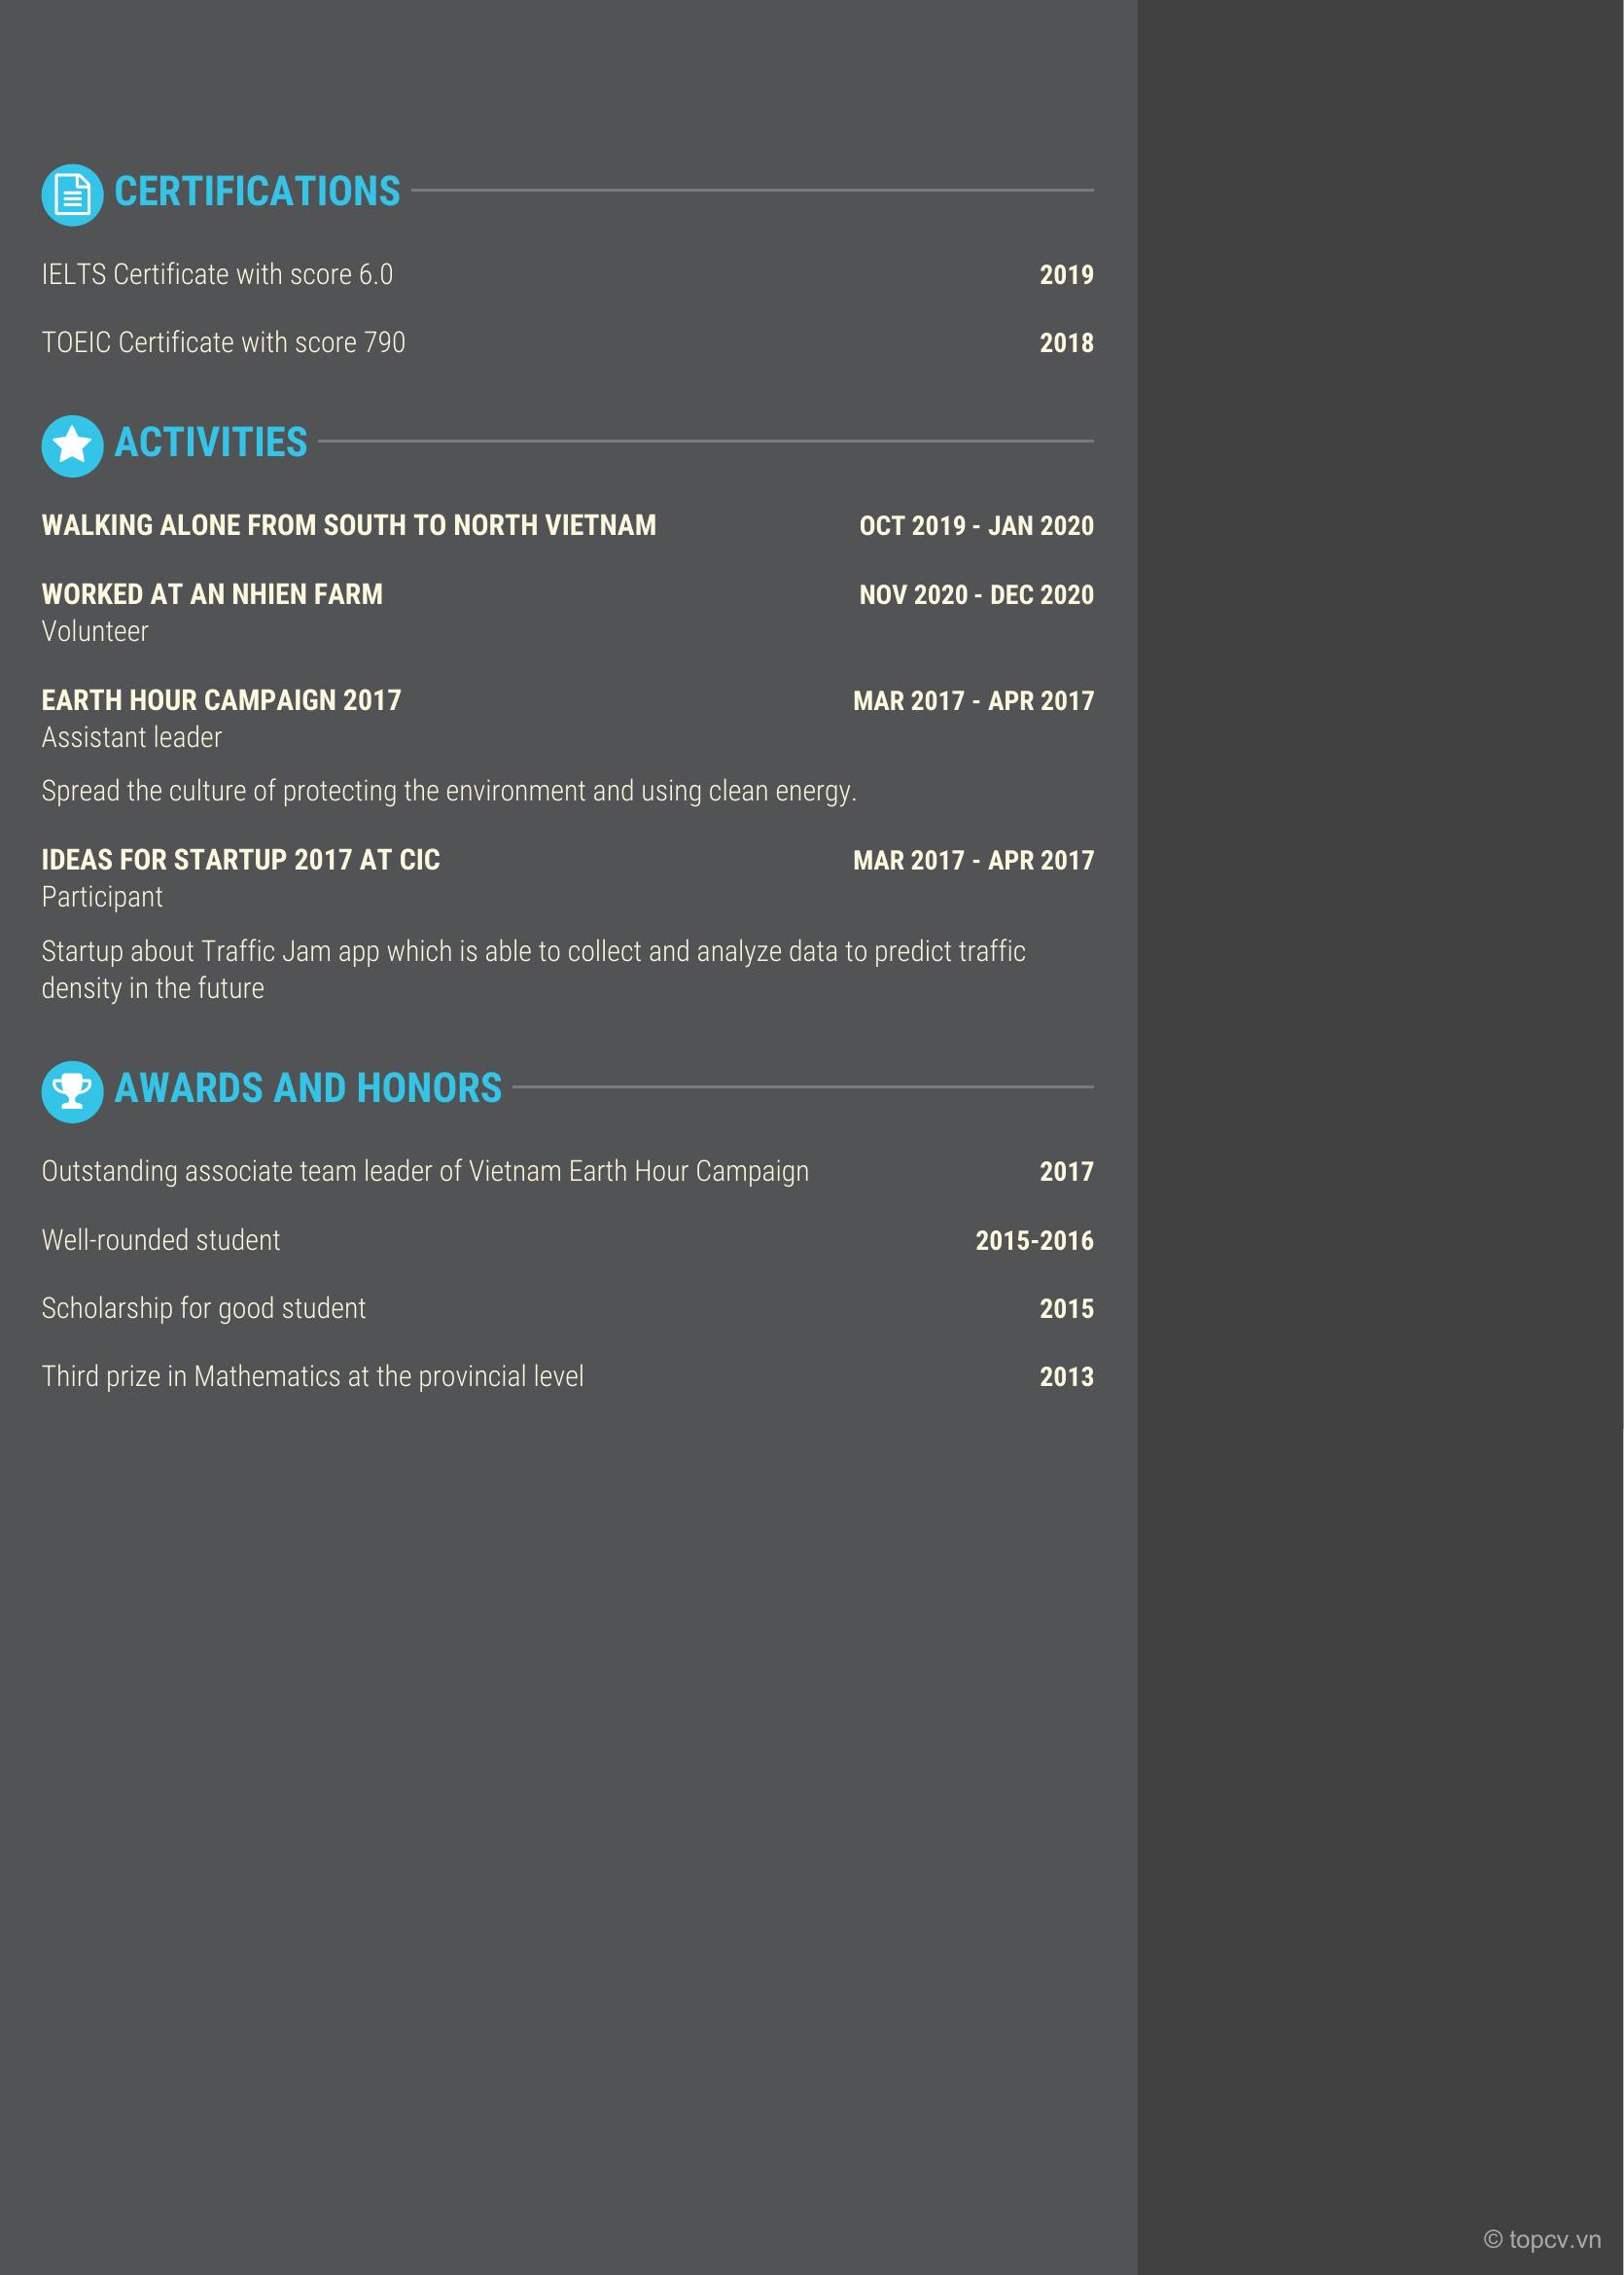 CERTIFICATIONS
IELTS Certificate with score 6.0 2019
TOEIC Certificate with score 790 2018
ACTIVITIES
WALKING ALONE FROM SOUTH TO NORTH VIETNAM OCT 2019 - JAN 2020
WORKED AT AN NHIEN FARM NOV 2020 - DEC 2020
Volunteer
EARTH HOUR CAMPAIGN 2017 MAR 2017 - APR 2017
Assistant leader
Spread the culture of protecting the environment and using clean energy.
IDEAS FOR STARTUP 2017 AT CIC MAR 2017 - APR 2017
Participant
Startup about Traffic Jam app which is able to collect and analyze data to predict traffic
density in the future
AWARDS AND HONORS
Outstanding associate team leader of Vietnam Earth Hour Campaign 2017
Well-rounded student 2015-2016
Scholarship for good student 2015
Third prize in Mathematics at the provincial level 2013
© topcv.vn